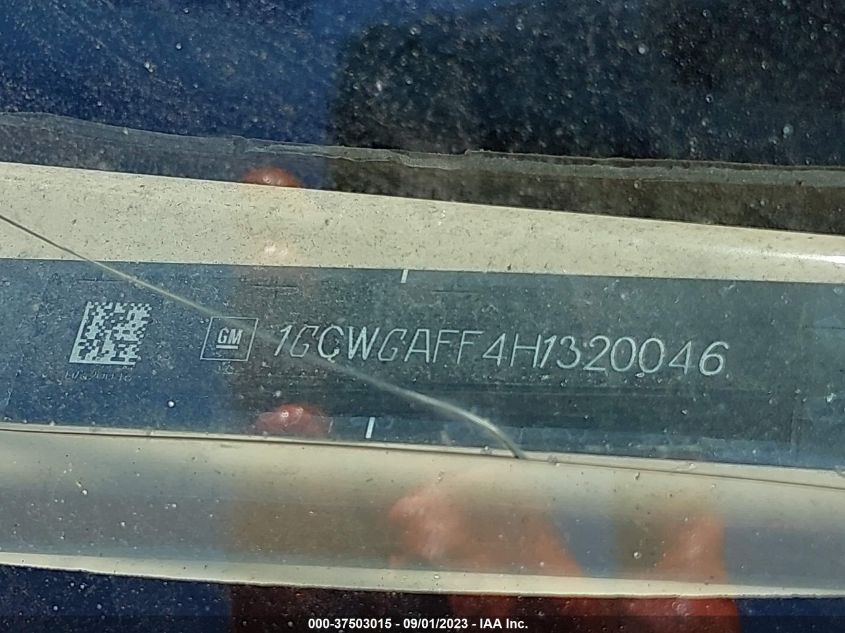 GM 1GCWGAFF4H1320046
000-37503015 - 09/01/2023 - IAA Inc.